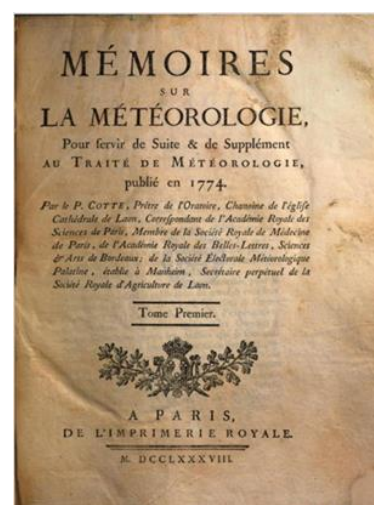 MÉMOIRES
SUR
LA MÉTÉOROLOGIE,
Pour servir de Suite & de Supplément
AU TRAITÉ DE MÉTÉOROLOGIE,
publié en 1774.
Par le P. COTTE, Prêtre de l'Oratoire, Chanoine de l'église
Cathédrale de Laon, Correspondant de l'Académie Royale des
Sciences de Paris, Membre de la Société Royale de Médecine
de Paris, de l'Académie Royale des Belles-Lettres, Sciences
& Arts de Bordeaux; de la Société Électorale Météorologique
Palatine, établie à Manheim, Secrétaire perpétuel de la
Société Royale d'Agriculture de Laon.
Tome Premier.
A PARIS,
DE L'IMPRIMERIE ROYALE.
M. DCCLXXXVIII.